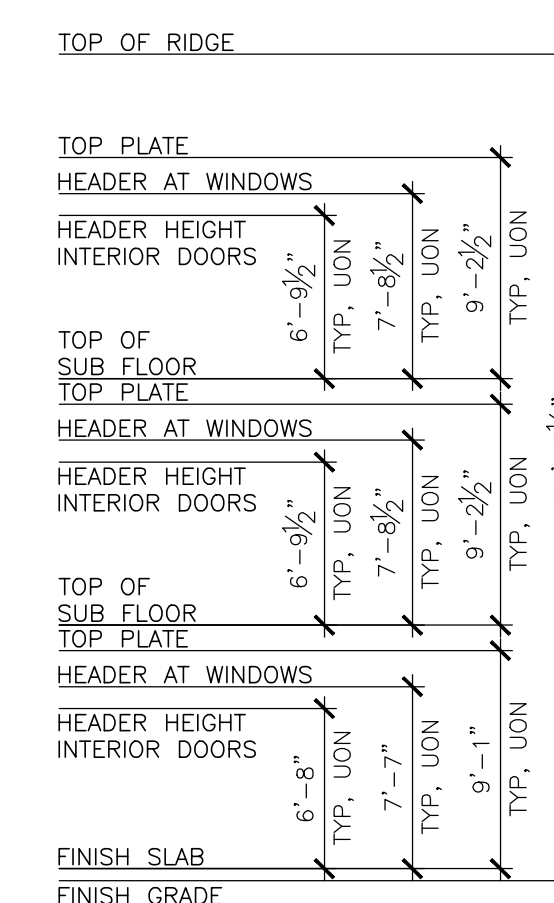 TOP OF RIDGE
TOP PLATE
HEADER AT WINDOWS
HEADER HEIGHT
INTERIOR DOORS
6'-9½"
TYP, UON
7'-8½"
TYP, UON
9'-2½"
TYP, UON
TOP OF
SUB FLOOR
TOP PLATE
HEADER AT WINDOWS
HEADER HEIGHT
INTERIOR DOORS
6'-9½"
TYP, UON
7'-8½"
TYP, UON
9'-2½"
TYP, UON
TOP OF
SUB FLOOR
TOP PLATE
HEADER AT WINDOWS
HEADER HEIGHT
INTERIOR DOORS
6'-8"
TYP, UON
7'-7"
TYP, UON
9'-1"
TYP, UON
FINISH SLAB
FINISH GRADE